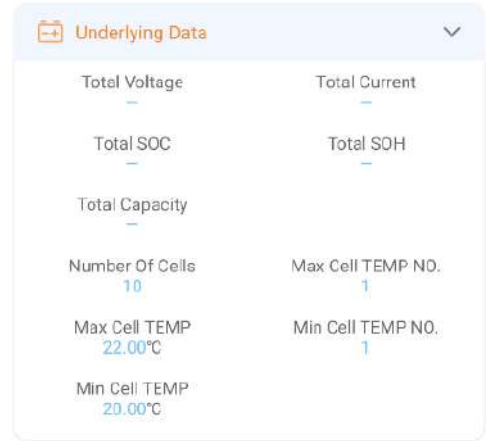 Underlying Data
Total Voltage Total Current
– –
Total SOC Total SOH
– –
Total Capacity
–
Number Of Cells Max Cell TEMP NO.
10 1
Max Cell TEMP Min Cell TEMP NO.
22.00℃ 1
Min Cell TEMP
20.00℃